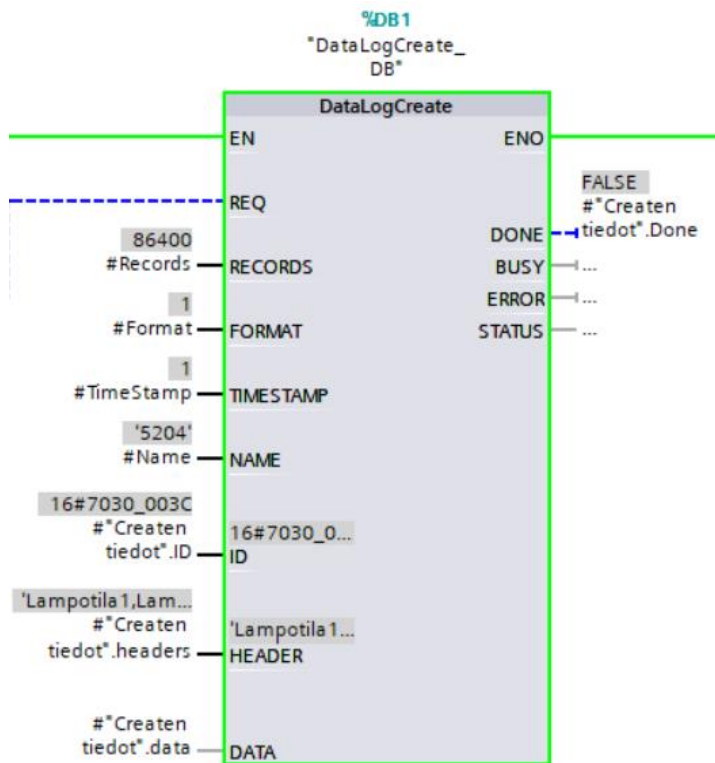 %DB1
"DataLogCreate_
DB"
DataLogCreate
EN
ENO
REQ
FALSE
#"Createn
tiedot".Done
DONE
86400
#Records
RECORDS
BUSY
...
ERROR
...
1
#Format
FORMAT
STATUS
...
1
#TimeStamp
TIMESTAMP
'5204'
#Name
NAME
16#7030_003C
#"Createn
tiedot".ID
16#7030_0...
ID
'Lampotila1,Lam...
#"Createn
tiedot".headers
'Lampotila1...
HEADER
#"Createn
tiedot".data
DATA